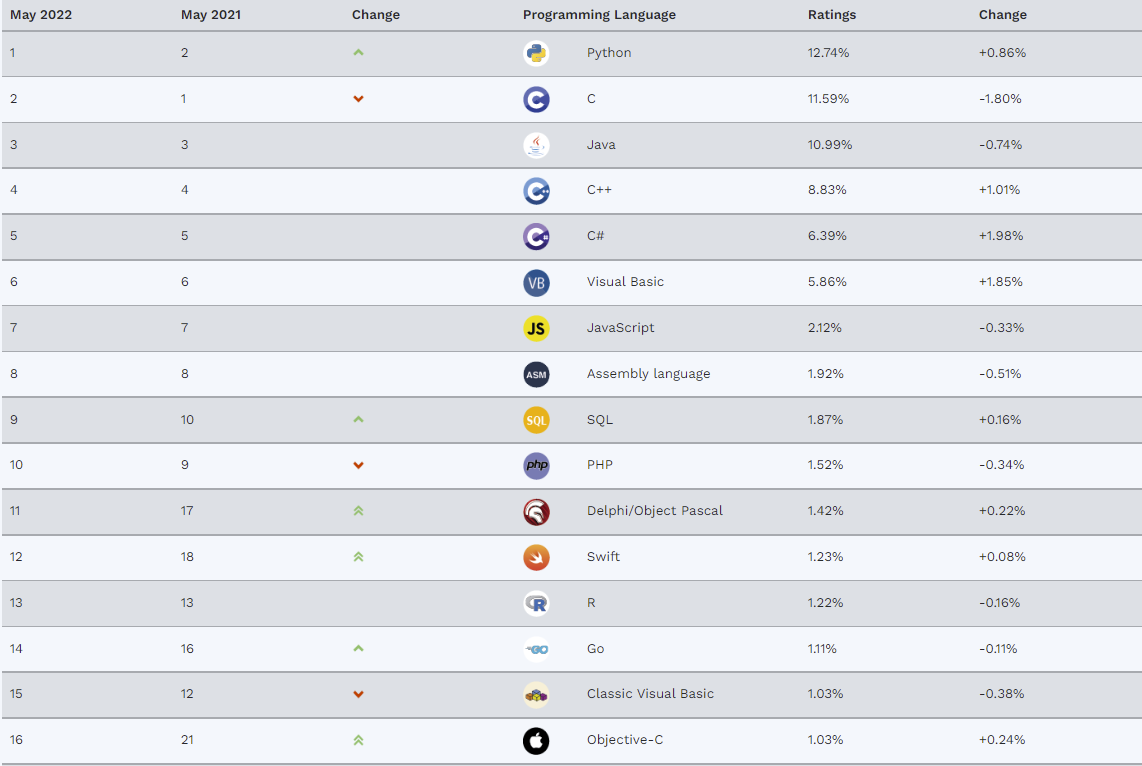 May 2022 May 2021 Change Programming Language Ratings Change
1 2 Python 12.74% +0.86%
2 1 C 11.59% -1.80%
3 3 Java 10.99% -0.74%
4 4 C++ 8.83% +1.01%
5 5 C# 6.39% +1.98%
6 6 VB Visual Basic 5.86% +1.85%
7 7 JS JavaScript 2.12% -0.33%
8 8 ASM Assembly language 1.92% -0.51%
9 10 SQL SQL 1.87% +0.16%
10 9 php PHP 1.52% -0.34%
11 17 Delphi/Object Pascal 1.42% +0.22%
12 18 Swift 1.23% +0.08%
13 13 R R 1.22% -0.16%
14 16 GO Go 1.11% -0.11%
15 12 Classic Visual Basic 1.03% -0.38%
16 21 Objective-C 1.03% +0.24%